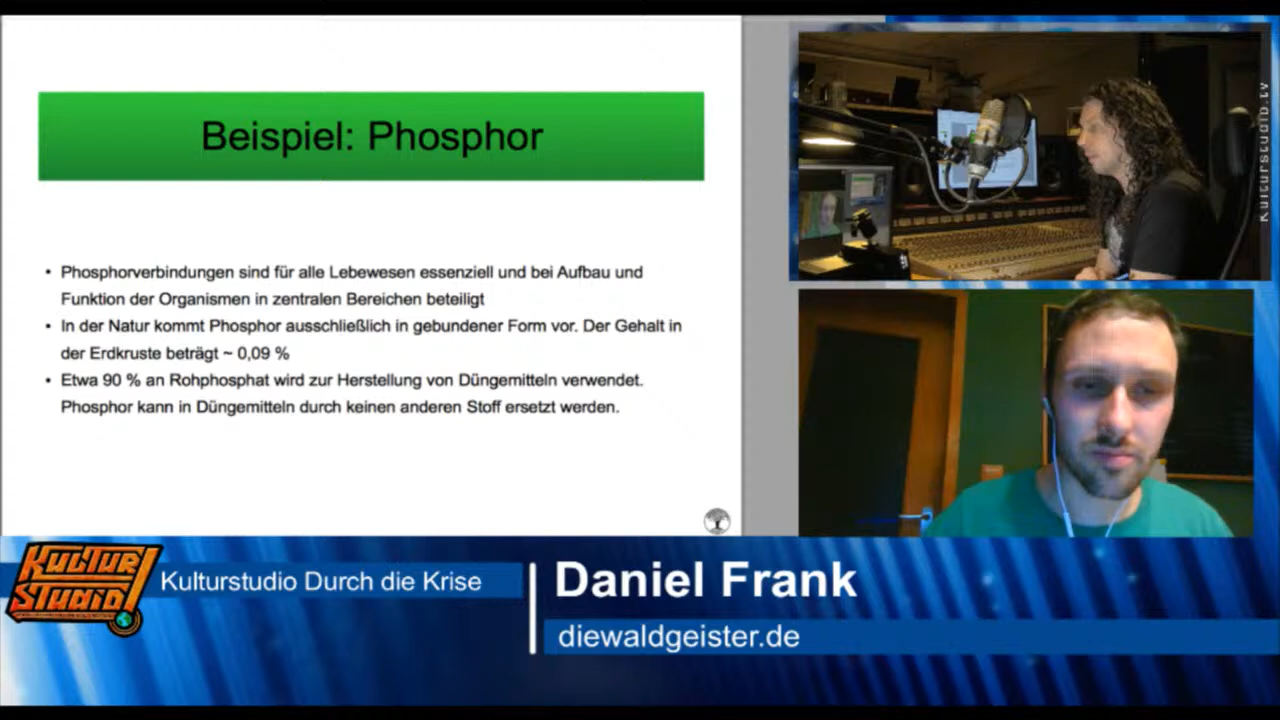 Beispiel: Phosphor
• Phosphorverbindungen sind für alle Lebewesen essenziell und bei Aufbau und
Funktion der Organismen in zentralen Bereichen beteiligt
• In der Natur kommt Phosphor ausschließlich in gebundener Form vor. Der Gehalt in
der Erdkruste beträgt ~ 0,09 %
• Etwa 90 % an Rohphosphat wird zur Herstellung von Düngemitteln verwendet.
Phosphor kann in Düngemitteln durch keinen anderen Stoff ersetzt werden.
Kulturstudio.tv
KULTUR
STUDIO!
Kulturstudio Durch die Krise
Daniel Frank
diewaldgeister.de